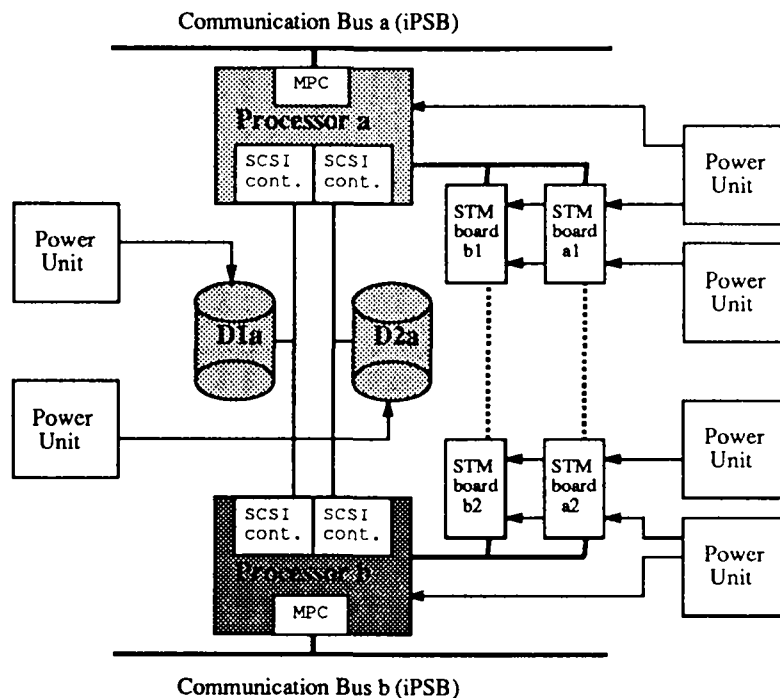 Communication Bus a (iPSB)
MPC
Processor a
SCSI
cont.
SCSI
cont.
Power
Unit
STM
board
b1
STM
board
a1
Power
Unit
Power
Unit
D1a
D2a
Power
Unit
Power
Unit
STM
board
b2
STM
board
a2
SCSI
cont.
SCSI
cont.
Processor b
Power
Unit
MPC
Communication Bus b (iPSB)